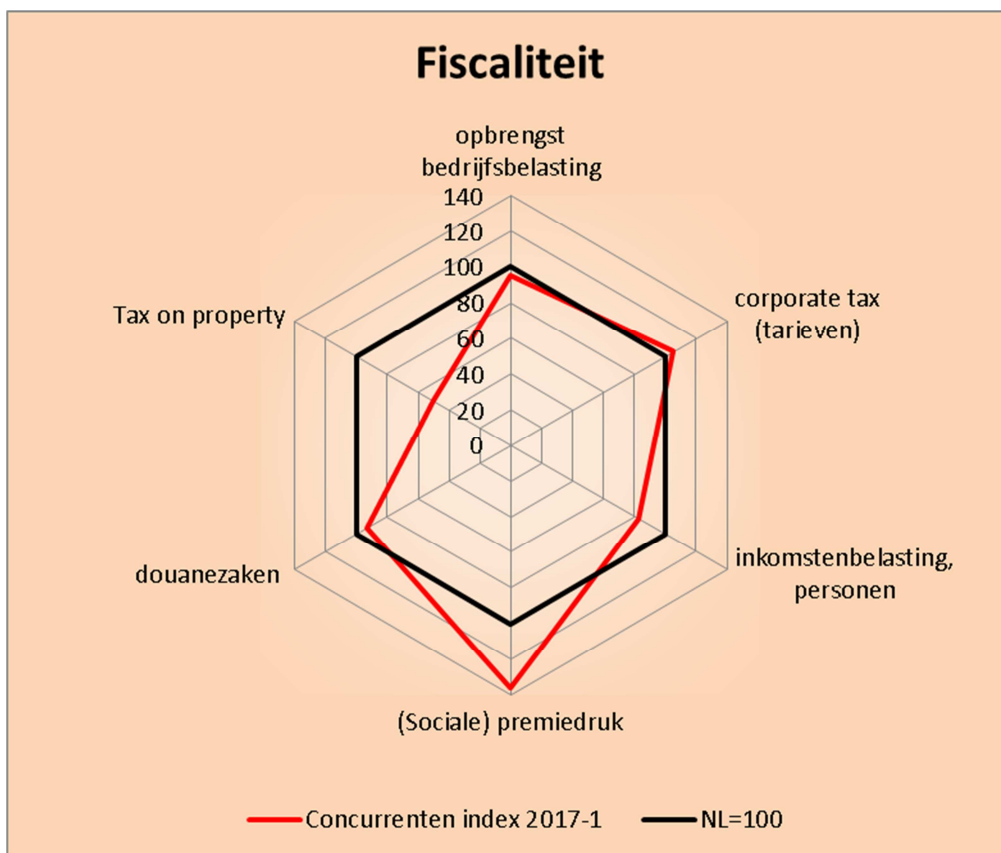 Fiscaliteit
opbrengst
bedrijfsbelasting
140
120
100
80
60
40
20
0
corporate tax
(tarieven)
inkomstenbelasting,
personen
(Sociale) premiedruk
douanezaken
Tax on property
Concurrenten index 2017-1
NL=100